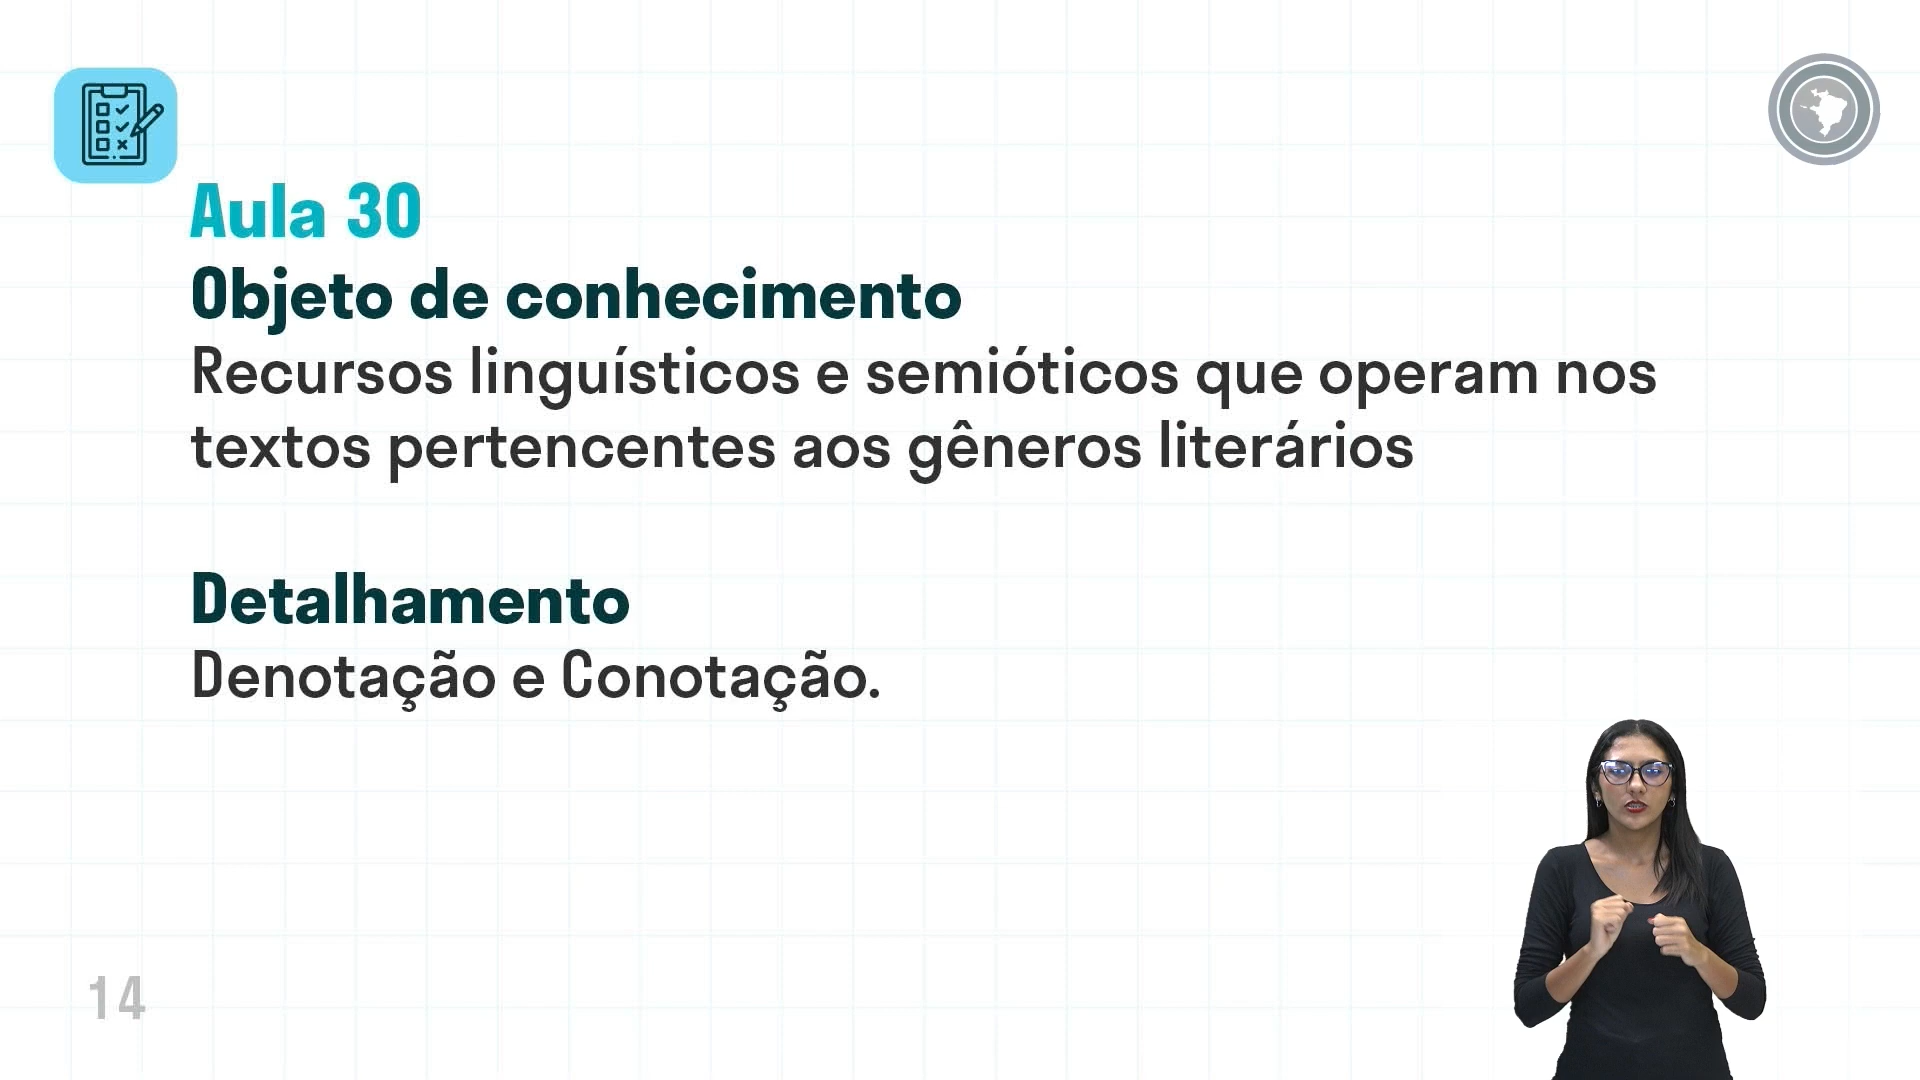 Aula 30
Objeto de conhecimento
Recursos linguísticos e semióticos que operam nos
textos pertencentes aos gêneros literários
Detalhamento
Denotação e Conotação.
14